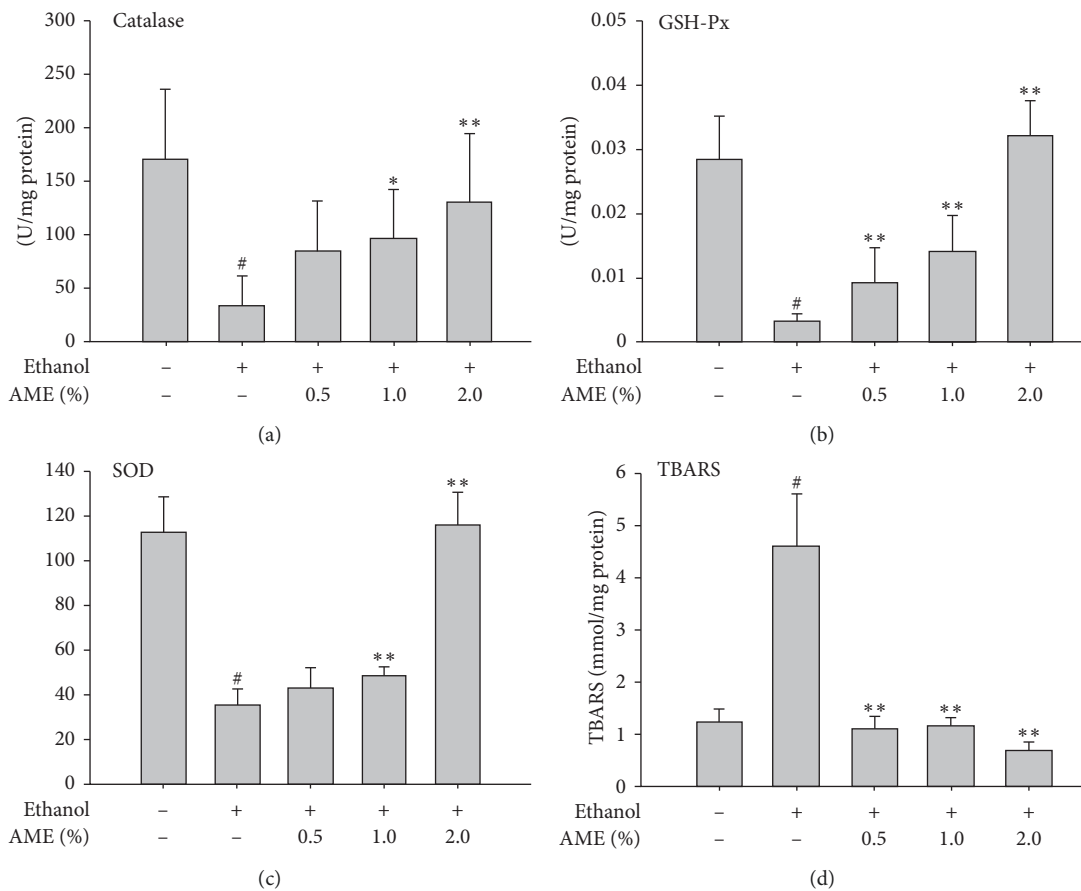 Catalase
300
250
200
150
100
50
0
(U/mg protein)
#
*
**
Ethanol – + + + +
AME (%) – – 0.5 1.0 2.0
(a)
GSH-Px
0.05
0.04
0.03
0.02
0.01
0
(U/mg protein)
#
**
**
**
Ethanol – + + + +
AME (%) – – 0.5 1.0 2.0
(b)
SOD
140
120
100
80
60
40
20
0
#
**
**
Ethanol – + + + +
AME (%) – – 0.5 1.0 2.0
(c)
TBARS
6
5
4
3
2
1
0
TBARS (mmol/mg protein)
#
**
**
**
Ethanol – + + + +
AME (%) – – 0.5 1.0 2.0
(d)